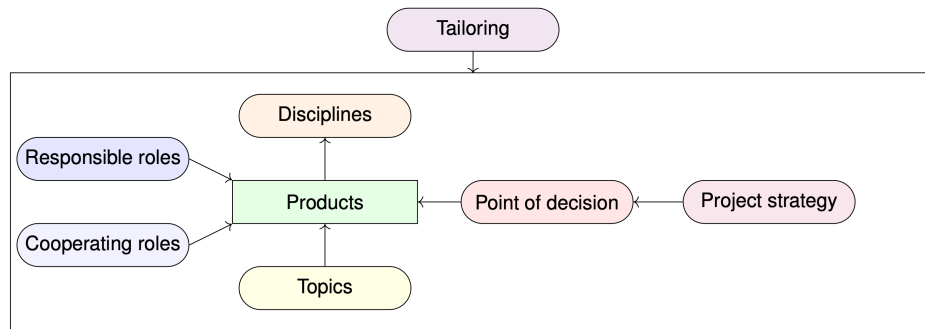 Tailoring
Disciplines
Responsible roles
Products
Point of decision
Project strategy
Cooperating roles
Topics